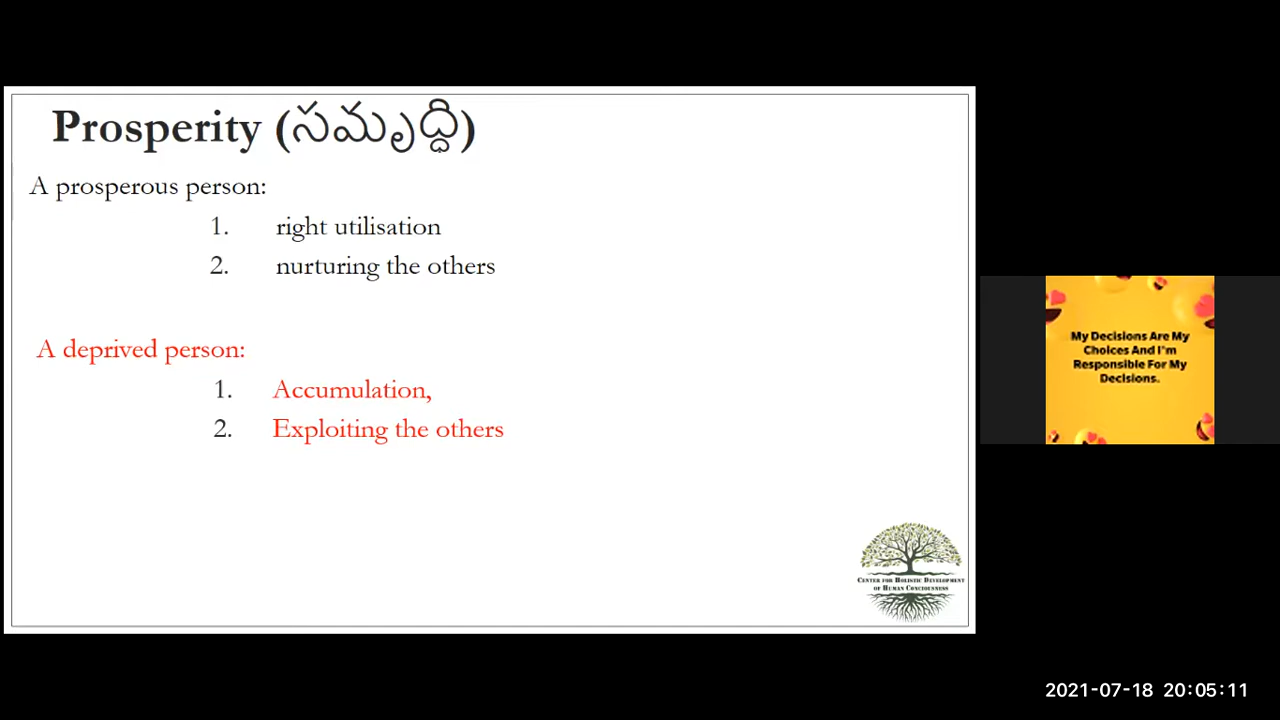 Prosperity (సమృద్ధి)
A prosperous person:
1. right utilisation
2. nurturing the others
A deprived person:
1. Accumulation,
2. Exploiting the others
CENTER FOR HOLISTIC DEVELOPMENT
OF HUMAN CONCIOUSNESS
My Decisions Are My
Choices And I'm
Responsible For My
Decisions.
2021-07-18 20:05:11